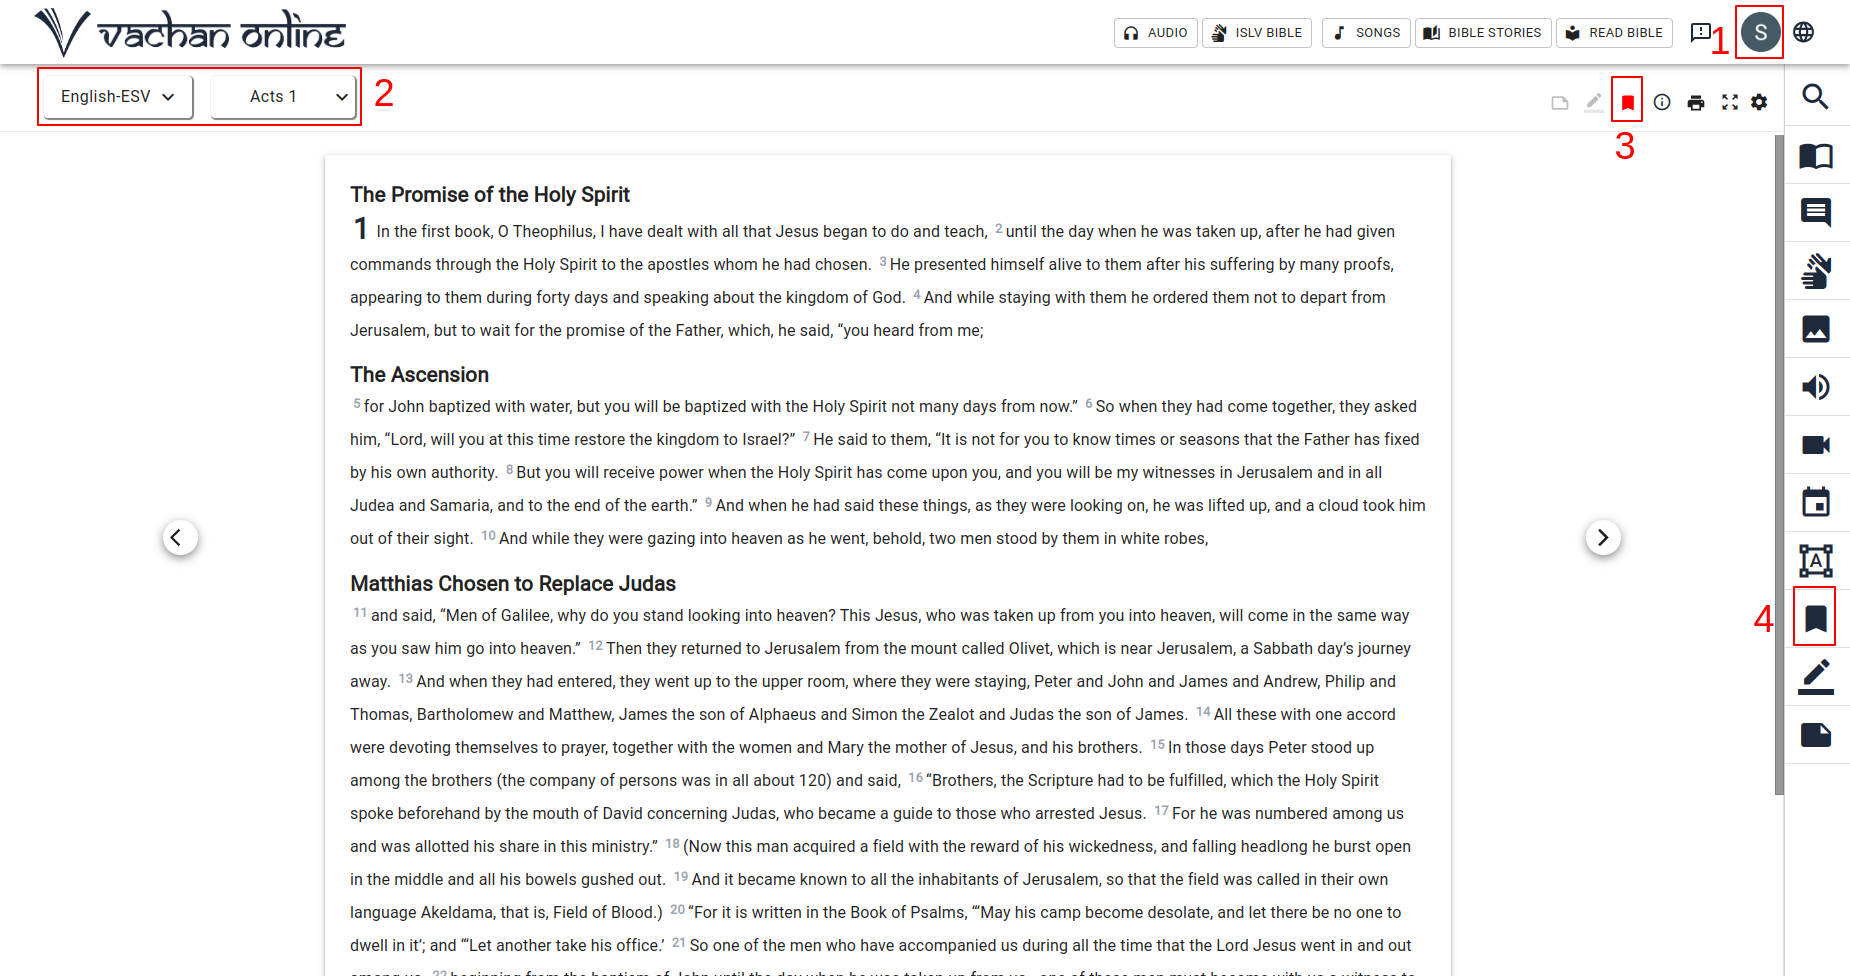 vachan online
AUDIO
ISLV BIBLE
SONGS
BIBLE STORIES
READ BIBLE
1
S
English-ESV
Acts 1
2
3
The Promise of the Holy Spirit
1 In the first book, O Theophilus, I have dealt with all that Jesus began to do and teach, 2 until the day when he was taken up, after he had given
commands through the Holy Spirit to the apostles whom he had chosen. 3 He presented himself alive to them after his suffering by many proofs,
appearing to them during forty days and speaking about the kingdom of God. 4 And while staying with them he ordered them not to depart from
Jerusalem, but to wait for the promise of the Father, which, he said, “you heard from me;
The Ascension
5 for John baptized with water, but you will be baptized with the Holy Spirit not many days from now.” 6 So when they had come together, they asked
him, “Lord, will you at this time restore the kingdom to Israel?” 7 He said to them, “It is not for you to know times or seasons that the Father has fixed
by his own authority. 8 But you will receive power when the Holy Spirit has come upon you, and you will be my witnesses in Jerusalem and in all
Judea and Samaria, and to the end of the earth.” 9 And when he had said these things, as they were looking on, he was lifted up, and a cloud took him
out of their sight. 10 And while they were gazing into heaven as he went, behold, two men stood by them in white robes,
Matthias Chosen to Replace Judas
11 and said, “Men of Galilee, why do you stand looking into heaven? This Jesus, who was taken up from you into heaven, will come in the same way
as you saw him go into heaven.” 12 Then they returned to Jerusalem from the mount called Olivet, which is near Jerusalem, a Sabbath day’s journey
away. 13 And when they had entered, they went up to the upper room, where they were staying, Peter and John and James and Andrew, Philip and
Thomas, Bartholomew and Matthew, James the son of Alphaeus and Simon the Zealot and Judas the son of James. 14 All these with one accord
were devoting themselves to prayer, together with the women and Mary the mother of Jesus, and his brothers. 15 In those days Peter stood up
among the brothers (the company of persons was in all about 120) and said, 16 “Brothers, the Scripture had to be fulfilled, which the Holy Spirit
spoke beforehand by the mouth of David concerning Judas, who became a guide to those who arrested Jesus. 17 For he was numbered among us
and was allotted his share in this ministry.” 18 (Now this man acquired a field with the reward of his wickedness, and falling headlong he burst open
in the middle and all his bowels gushed out. 19 And it became known to all the inhabitants of Jerusalem, so that the field was called in their own
language Akeldama, that is, Field of Blood.) 20 “For it is written in the Book of Psalms, “‘May his camp become desolate, and let there be no one to
dwell in it’; and “‘Let another take his office.’ 21 So one of the men who have accompanied us during all the time that the Lord Jesus went in and out
among us, 22 beginning from the baptism of John until the day when he was taken up from us—one of these men must become with us a witness to
A
4